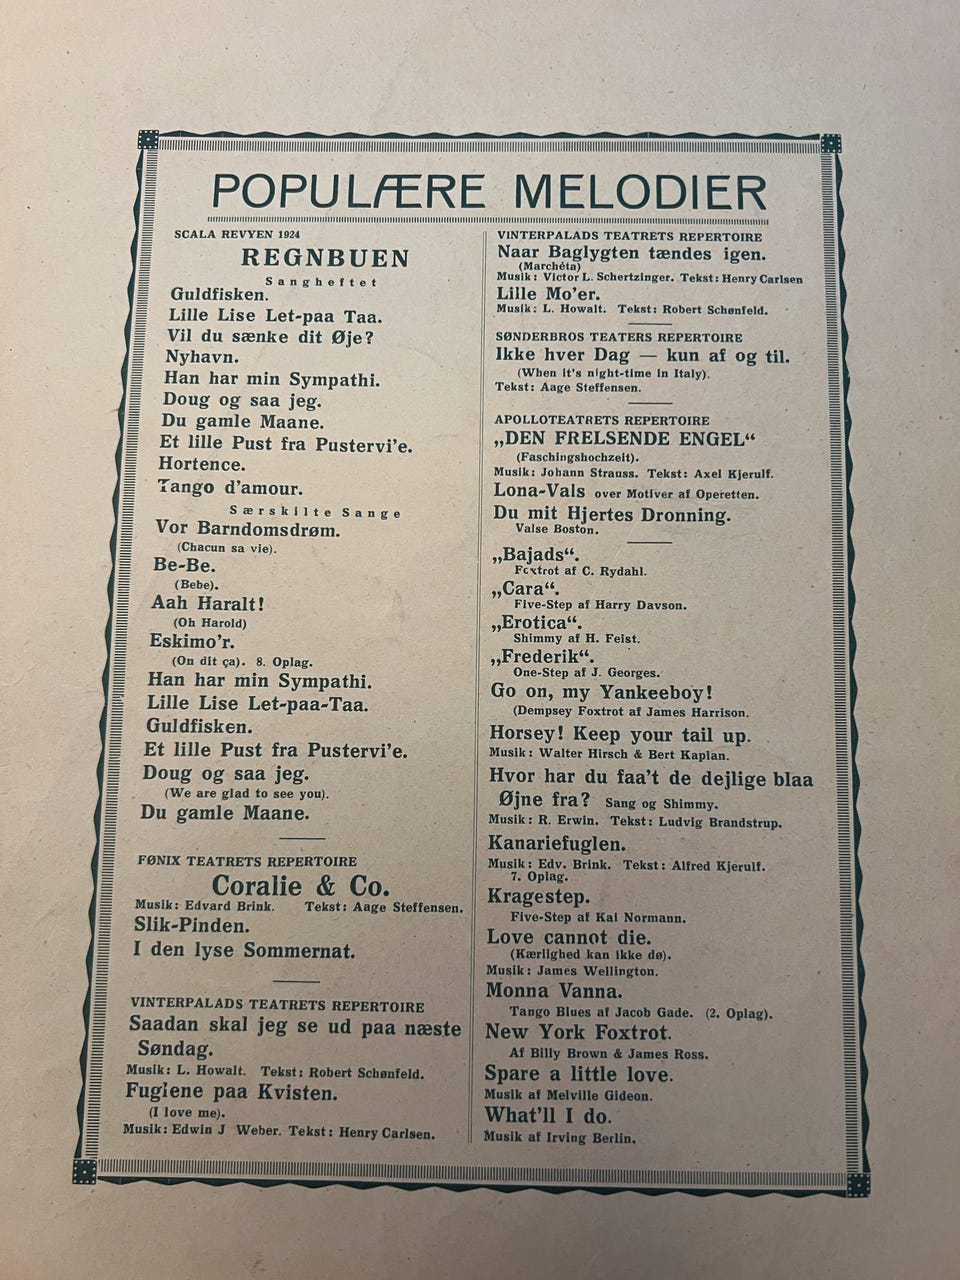 POPULÆRE MELODIER
SCALA REVYEN 1924
REGNBUEN
Sangheftet
Guldfisken.
Lille Lise Let-paa Taa.
Vil du sænke dit Øje?
Nyhavn.
Han har min Sympathi.
Doug og saa jeg.
Du gamle Maane.
Et lille Pust fra Pustervi'e.
Hortence.
Tango d'amour.
Særskilte Sange
Vor Barndomsdrøm.
(Chacun sa vie).
Be-Be.
(Bebe).
Aah Haralt!
(Oh Harold)
Eskimo'r.
(On dit ça). 8. Oplag.
Han har min Sympathi.
Lille Lise Let-paa-Taa.
Guldfisken.
Et lille Pust fra Pustervi'e.
Doug og saa jeg.
(We are glad to see you).
Du gamle Maane.
FØNIX TEATRETS REPERTOIRE
Coralie & Co.
Musik: Edvard Brink. Tekst: Aage Steffensen.
Slik-Pinden.
I den lyse Sommernat.
VINTERPALADS TEATRETS REPERTOIRE
Saadan skal jeg se ud paa næste
Søndag.
Musik: L. Howalt. Tekst: Robert Schønfeld.
Fuglene paa Kvisten.
(I love me).
Musik: Edwin J Weber. Tekst: Henry Carlsen.
VINTERPALADS TEATRETS REPERTOIRE
Naar Baglygten tændes igen.
(Marchéta)
Musik: Victor L. Schertzinger. Tekst: Henry Carlsen
Lille Mo'er.
Musik: L. Howalt. Tekst: Robert Schønfeld.
SØNDERBROS TEATERS REPERTOIRE
Ikke hver Dag — kun af og til.
(When it's night-time in Italy).
Tekst: Aage Steffensen.
APOLLOTEATRETS REPERTOIRE
„DEN FRELSENDE ENGEL“
(Faschingshochzeit).
Musik: Johann Strauss. Tekst: Axel Kjerulf.
Lona-Vals over Motiver af Operetten.
Du mit Hjertes Dronning.
Valse Boston.
„Bajads“.
Foxtrot af C. Rydahl.
„Cara“.
Five-Step af Harry Davson.
„Erotica“.
Shimmy af H. Feist.
„Frederik“.
One-Step af J. Georges.
Go on, my Yankeeboy!
(Dempsey Foxtrot af James Harrison.
Horsey! Keep your tail up.
Musik: Walter Hirsch & Bert Kaplan.
Hvor har du faa't de dejlige blaa
Øjne fra? Sang og Shimmy.
Musik: R. Erwin. Tekst: Ludvig Brandstrup.
Kanariefuglen.
Musik: Edv. Brink. Tekst: Alfred Kjerulf.
7. Oplag.
Kragestep.
Five-Step af Kai Normann.
Love cannot die.
(Kærlighed kan ikke dø).
Musik: James Wellington.
Monna Vanna.
Tango Blues af Jacob Gade. (2. Oplag).
New York Foxtrot.
Af Billy Brown & James Ross.
Spare a little love.
Musik af Melville Gideon.
What'll I do.
Musik af Irving Berlin.